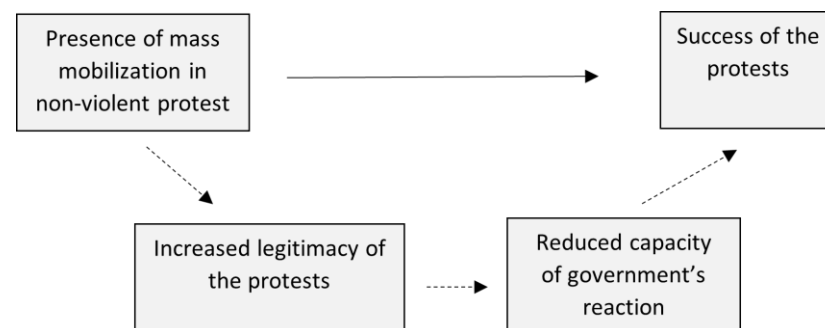 Presence of mass
mobilization in
non-violent protest
Success of the
protests
Increased legitimacy of
the protests
Reduced capacity
of government’s
reaction